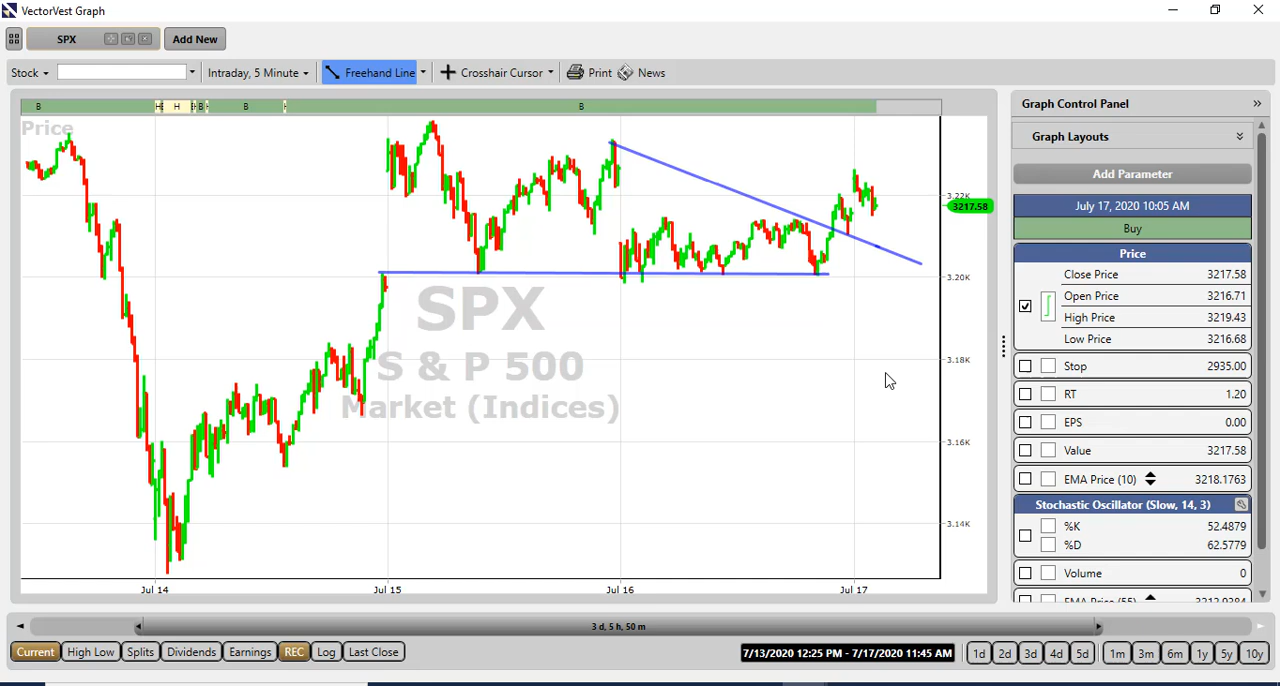 VectorVest Graph
SPX
Add New
Stock Intraday, 5 Minute Freehand Line Crosshair Cursor Print News
B H H B B B
Price
SPX
S & P 500
Market (Indices)
3.22K
3217.58
3.20K
3.18K
3.16K
3.14K
Jul 14 Jul 15 Jul 16 Jul 17
Graph Control Panel
Graph Layouts
Add Parameter
July 17, 2020 10:05 AM
Buy
Price
Close Price 3217.58
Open Price 3216.71
High Price 3219.43
Low Price 3216.68
Stop 2935.00
RT 1.20
EPS 0.00
Value 3217.58
EMA Price (10) 3218.1763
Stochastic Oscillator (Slow, 14, 3)
%K 52.4879
%D 62.5779
Volume 0
EMA Price (55) 3212.9384
3 d, 5 h, 50 m
Current High Low Splits Dividends Earnings REC Log Last Close 7/13/2020 12:25 PM - 7/17/2020 11:45 AM 1d 2d 3d 4d 5d 1m 3m 6m 1y 5y 10y